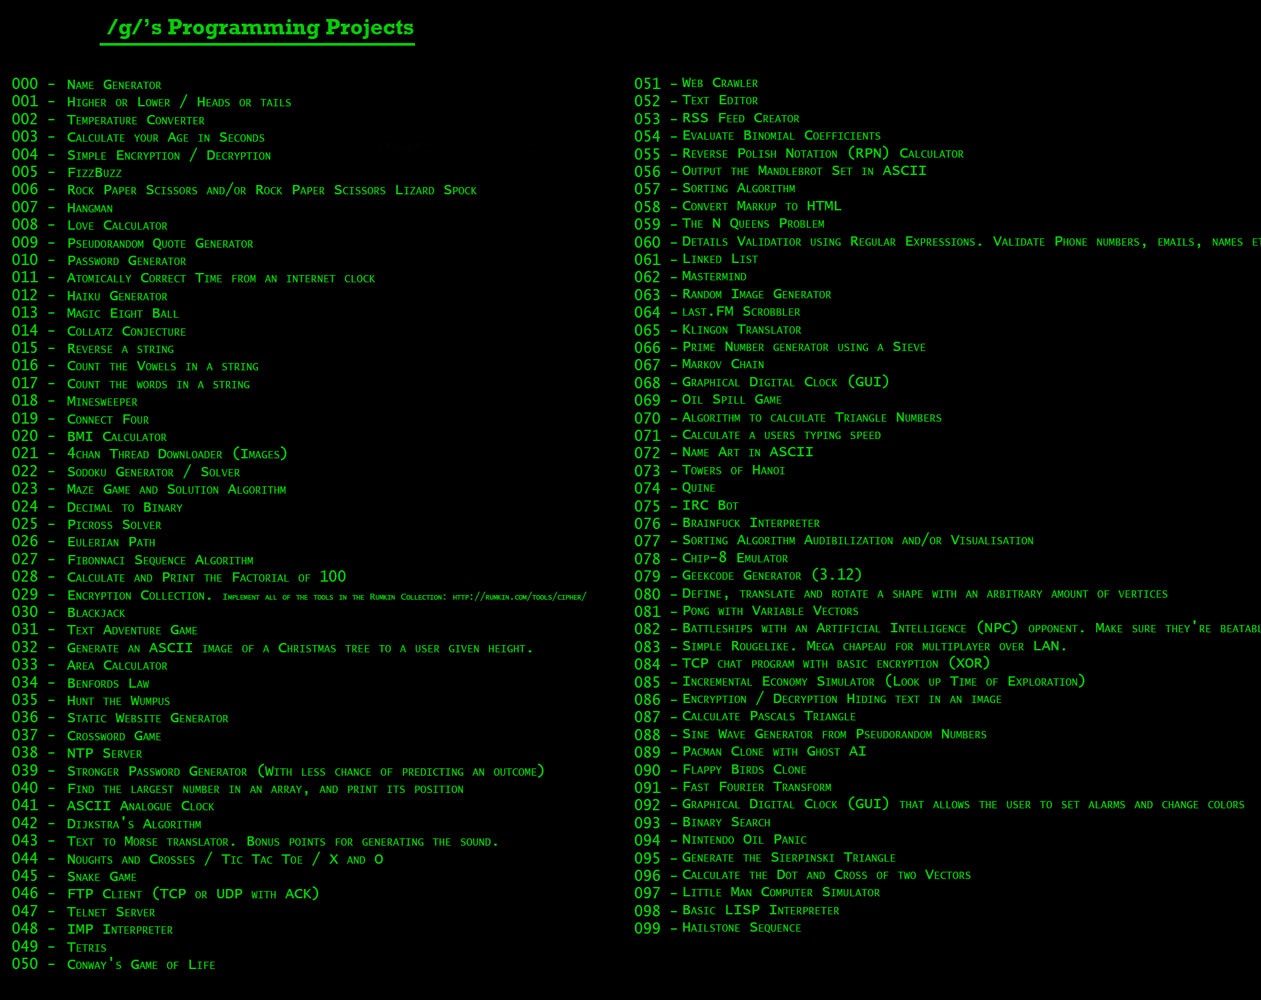 /g/'s Programming Projects
000 - Name Generator
001 - Higher or Lower / Heads or tails
002 - Temperature Converter
003 - Calculate your Age in Seconds
004 - Simple Encryption / Decryption
005 - FizzBuzz
006 - Rock Paper Scissors and/or Rock Paper Scissors Lizard Spock
007 - Hangman
008 - Love Calculator
009 - Pseudorandom Quote Generator
010 - Password Generator
011 - Atomically Correct Time from an internet clock
012 - Haiku Generator
013 - Magic Eight Ball
014 - Collatz Conjecture
015 - Reverse a string
016 - Count the Vowels in a string
017 - Count the words in a string
018 - Minesweeper
019 - Connect Four
020 - BMI Calculator
021 - 4chan Thread Downloader (Images)
022 - Sodoku Generator / Solver
023 - Maze Game and Solution Algorithm
024 - Decimal to Binary
025 - Picross Solver
026 - Eulerian Path
027 - Fibonnaci Sequence Algorithm
028 - Calculate and Print the Factorial of 100
029 - Encryption Collection. Implement all of the tools in the Rumkin Collection: http://rumkin.com/tools/cipher/
030 - Blackjack
031 - Text Adventure Game
032 - Generate an ASCII image of a Christmas tree to a user given height.
033 - Area Calculator
034 - Benfords Law
035 - Hunt the Wumpus
036 - Static Website Generator
037 - Crossword Game
038 - NTP Server
039 - Stronger Password Generator (With less chance of predicting an outcome)
040 - Find the largest number in an array, and print its position
041 - ASCII Analogue Clock
042 - Dijkstra's Algorithm
043 - Text to Morse translator. Bonus points for generating the sound.
044 - Noughts and Crosses / Tic Tac Toe / X and O
045 - Snake Game
046 - FTP Client (TCP or UDP with ACK)
047 - Telnet Server
048 - IMP Interpreter
049 - Tetris
050 - Conway's Game of Life
051 - Web Crawler
052 - Text Editor
053 - RSS Feed Creator
054 - Evaluate Binomial Coefficients
055 - Reverse Polish Notation (RPN) Calculator
056 - Output the Mandlebrot Set in ASCII
057 - Sorting Algorithm
058 - Convert Markup to HTML
059 - The N Queens Problem
060 - Details Validatior using Regular Expressions. Validate Phone numbers, emails, names et
061 - Linked List
062 - Mastermind
063 - Random Image Generator
064 - last.FM Scrobbler
065 - Klingon Translator
066 - Prime Number generator using a Sieve
067 - Markov Chain
068 - Graphical Digital Clock (GUI)
069 - Oil Spill Game
070 - Algorithm to calculate Triangle Numbers
071 - Calculate a users typing speed
072 - Name Art in ASCII
073 - Towers of Hanoi
074 - Quine
075 - IRC Bot
076 - Brainfuck Interpreter
077 - Sorting Algorithm Audibilization and/or Visualisation
078 - Chip-8 Emulator
079 - Geekcode Generator (3.12)
080 - Define, translate and rotate a shape with an arbitrary amount of vertices
081 - Pong with Variable Vectors
082 - Battleships with an Artificial Intelligence (NPC) opponent. Make sure they're beatabl
083 - Simple Rougelike. Mega chapeau for multiplayer over LAN.
084 - TCP chat program with basic encryption (XOR)
085 - Incremental Economy Simulator (Look up Time of Exploration)
086 - Encryption / Decryption Hiding text in an image
087 - Calculate Pascals Triangle
088 - Sine Wave Generator from Pseudorandom Numbers
089 - Pacman Clone with Ghost AI
090 - Flappy Birds Clone
091 - Fast Fourier Transform
092 - Graphical Digital Clock (GUI) that allows the user to set alarms and change colors
093 - Binary Search
094 - Nintendo Oil Panic
095 - Generate the Sierpinski Triangle
096 - Calculate the Dot and Cross of two Vectors
097 - Little Man Computer Simulator
098 - Basic LISP Interpreter
099 - Hailstone Sequence